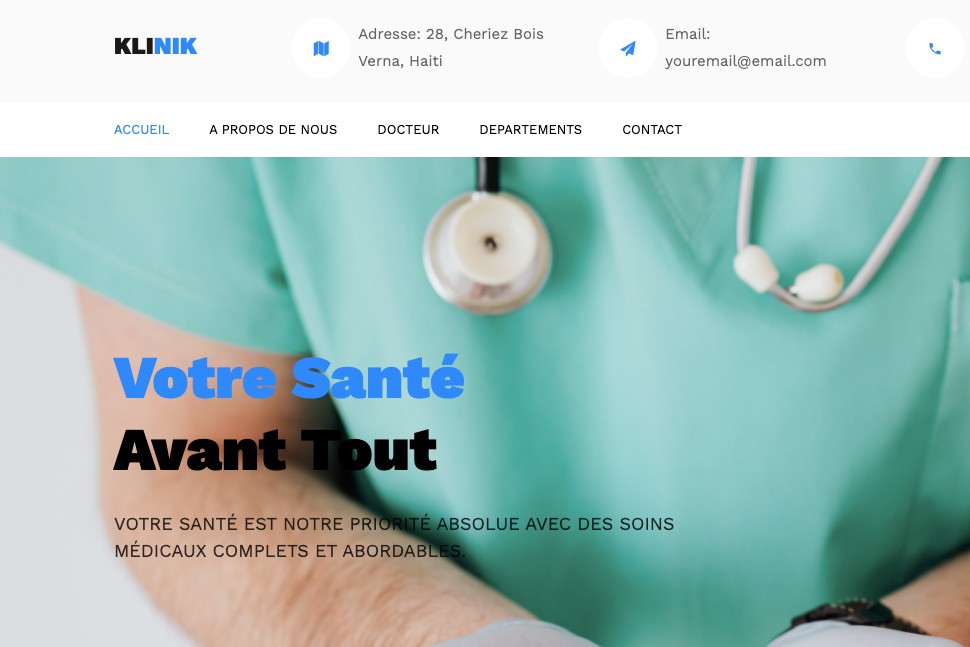 KLINIK
Adresse: 28, Cheriez Bois
Verna, Haiti
Email:
youremail@email.com
ACCUEIL
A PROPOS DE NOUS
DOCTEUR
DEPARTEMENTS
CONTACT
Votre Santé
Avant Tout
VOTRE SANTÉ EST NOTRE PRIORITÉ ABSOLUE AVEC DES SOINS
MÉDICAUX COMPLETS ET ABORDABLES.